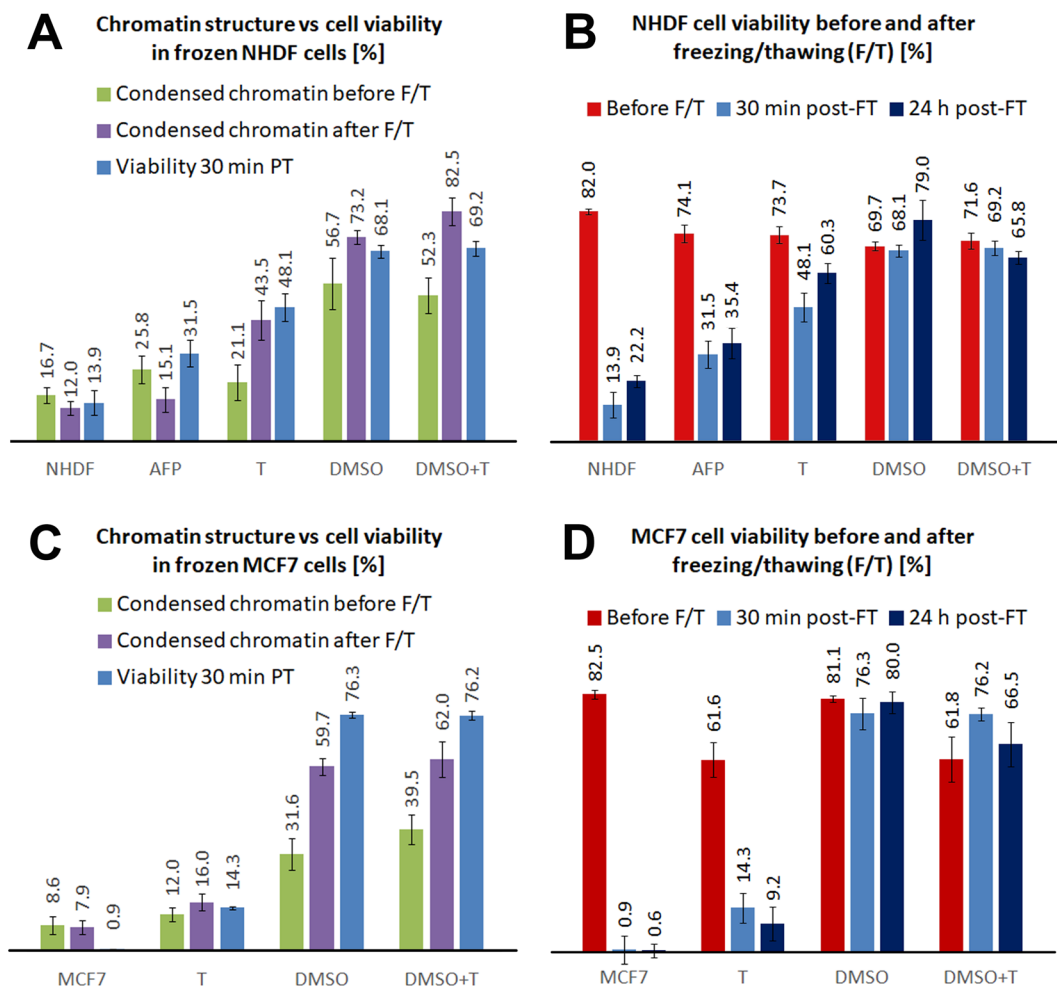 A
Chromatin structure vs cell viability
in frozen NHDF cells [%]
Condensed chromatin before F/T
Condensed chromatin after F/T
Viability 30 min PT
16.7
12.0
13.9
25.8
15.1
31.5
21.1
43.5
48.1
56.7
73.2
68.1
52.3
82.5
69.2
NHDF AFP T DMSO DMSO+T
B
NHDF cell viability before and after
freezing/thawing (F/T) [%]
Before F/T 30 min post-FT 24 h post-FT
82.0
13.9
22.2
74.1
31.5
35.4
73.7
48.1
60.3
69.7
68.1
79.0
71.6
69.2
65.8
NHDF AFP T DMSO DMSO+T
C
Chromatin structure vs cell viability
in frozen MCF7 cells [%]
Condensed chromatin before F/T
Condensed chromatin after F/T
Viability 30 min PT
8.6
7.9
0.9
12.0
16.0
14.3
31.6
59.7
76.3
39.5
62.0
76.2
MCF7 T DMSO DMSO+T
D
MCF7 cell viability before and after
freezing/thawing (F/T) [%]
Before F/T 30 min post-FT 24 h post-FT
82.5
0.9
0.6
61.6
14.3
9.2
81.1
76.3
80.0
61.8
76.2
66.5
MCF7 T DMSO DMSO+T